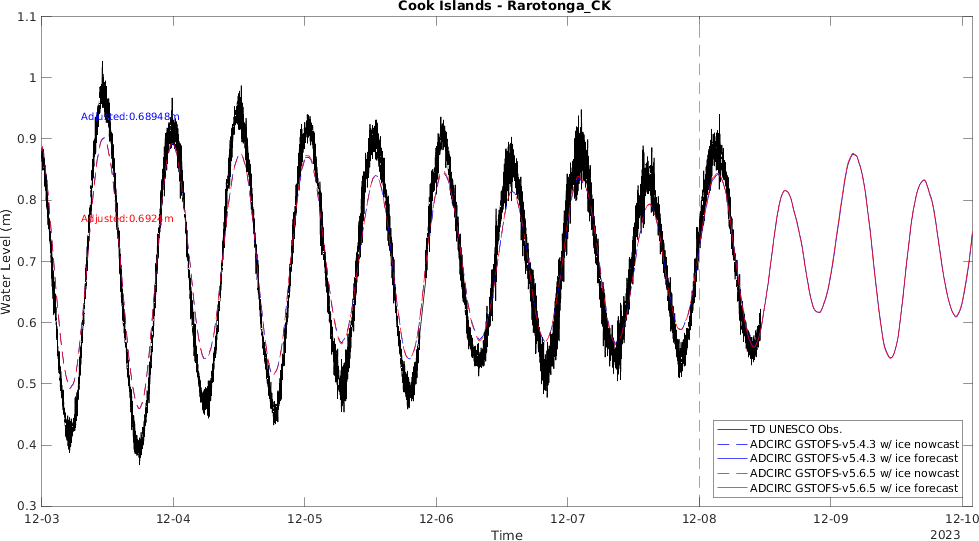 Cook Islands - Rarotonga_CK
1.1
1
0.9
0.8
0.7
0.6
0.5
0.4
0.3
Water Level (m)
Adjusted:0.68948m
Adjusted:0.6924m
TD UNESCO Obs.
ADCIRC GSTOFS-v5.4.3 w/ ice nowcast
ADCIRC GSTOFS-v5.4.3 w/ ice forecast
ADCIRC GSTOFS-v5.6.5 w/ ice nowcast
ADCIRC GSTOFS-v5.6.5 w/ ice forecast
12-03 12-04 12-05 12-06 12-07 12-08 12-09 12-10
Time
2023